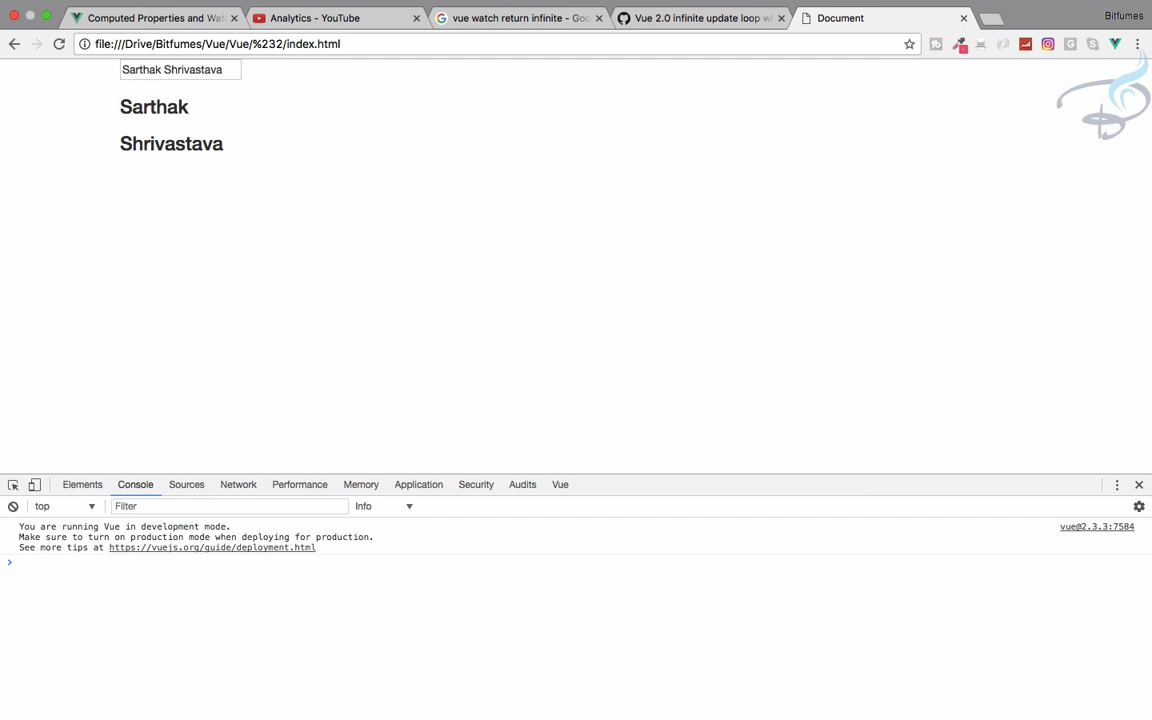 Computed Properties and Wat
Analytics - YouTube
vue watch return infinite - Goo
Vue 2.0 infinite update loop wh
Document
Bitfumes
file:///Drive/Bitfumes/Vue/Vue/%232/index.html
Sarthak Shrivastava
Sarthak
Shrivastava
Elements Console Sources Network Performance Memory Application Security Audits Vue
top Filter Info
You are running Vue in development mode. vue@2.3.3:7584
Make sure to turn on production mode when deploying for production.
See more tips at https://vuejs.org/guide/deployment.html